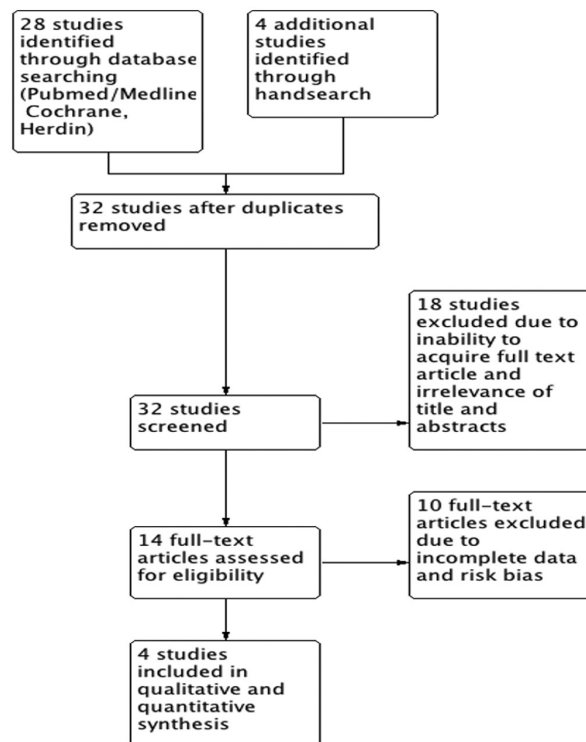 28 studies
identified
through database
searching
(Pubmed/Medline
Cochrane,
Herdin)
4 additional
studies
identified
through
handsearch
32 studies after duplicates
removed
18 studies
excluded due to
inability to
acquire full text
article and
irrelevance of
title and
abstracts
32 studies
screened
10 full-text
articles excluded
due to
incomplete data
and risk bias
14 full-text
articles assessed
for eligibility
4 studies
included in
qualitative and
quantitative
synthesis